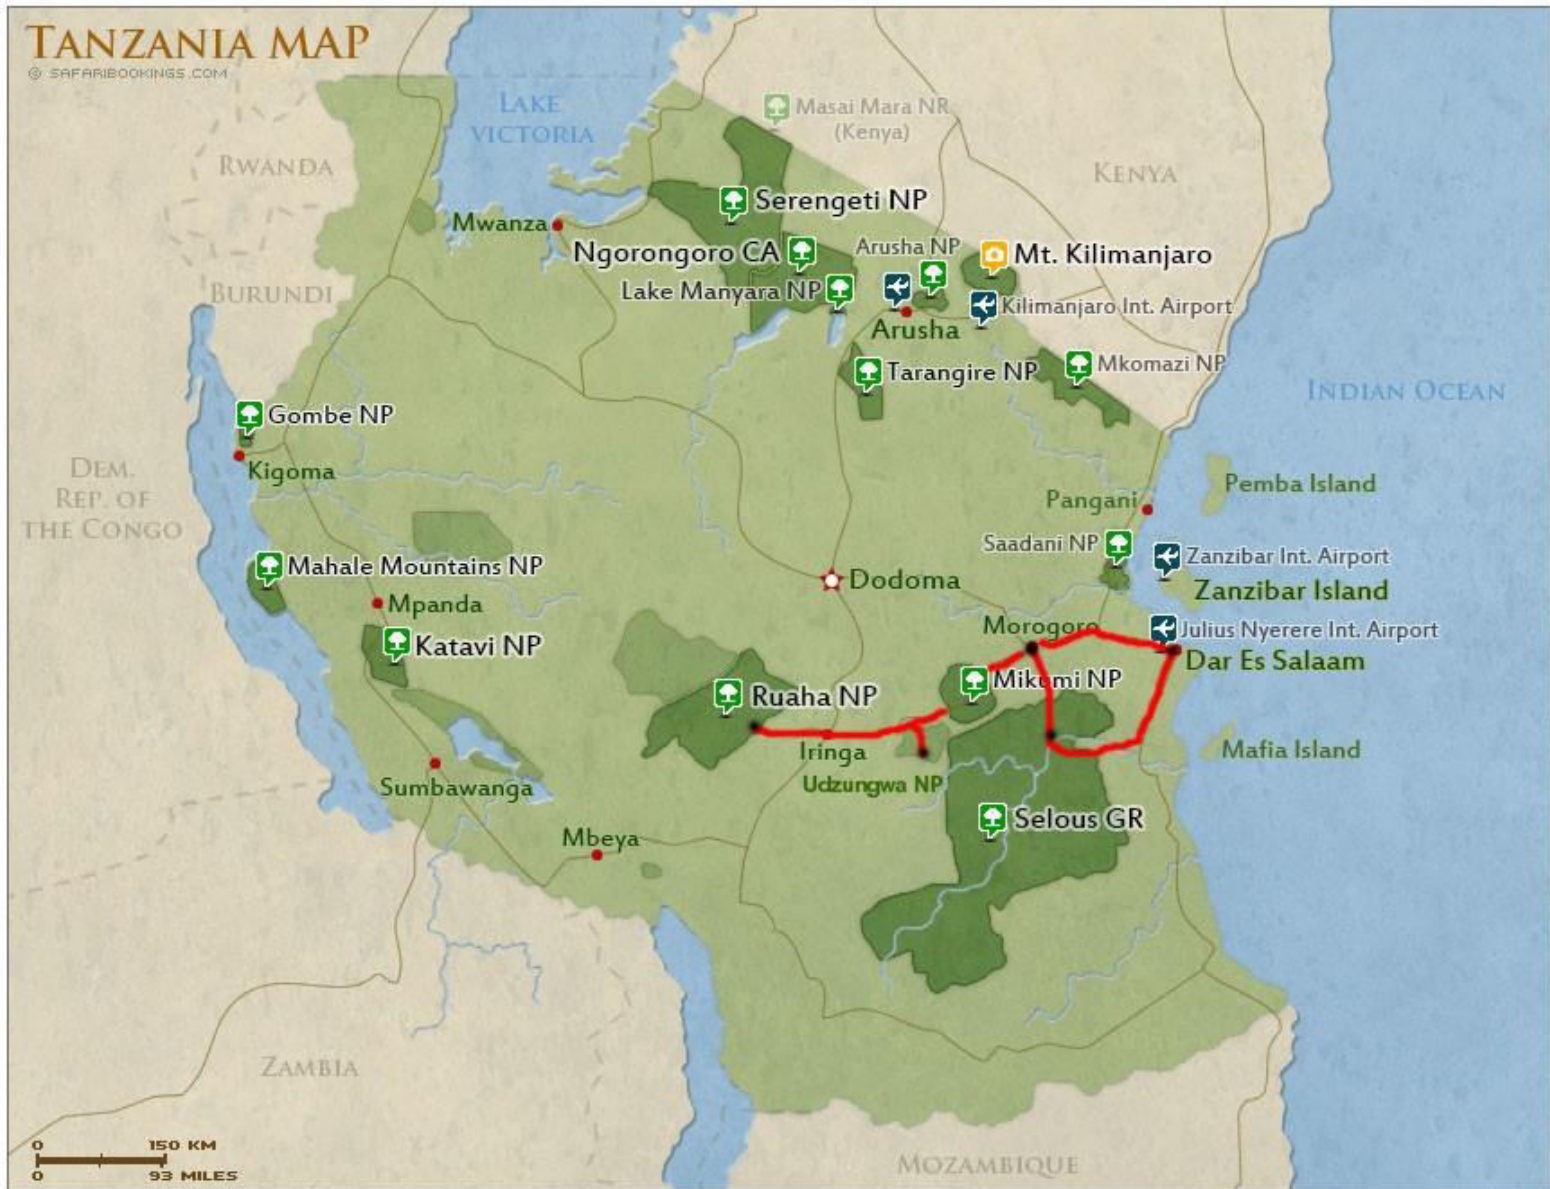 TANZANIA MAP
© SAFARIBOOKINGS.COM
LAKE
VICTORIA
Masai Mara NR
(Kenya)
RWANDA
KENYA
Serengeti NP
Mwanza
Ngorongoro CA
Arusha NP
Mt. Kilimanjaro
BURUNDI
Lake Manyara NP
Kilimanjaro Int. Airport
Arusha
Tarangire NP
Mkomazi NP
INDIAN OCEAN
Gombe NP
Kigoma
DEM.
REP. OF
THE CONGO
Pemba Island
Pangani
Saadani NP
Zanzibar Int. Airport
Mahale Mountains NP
Dodoma
Zanzibar Island
Mpanda
Morogoro
Julius Nyerere Int. Airport
Katavi NP
Dar Es Salaam
Mikumi NP
Ruaha NP
Iringa
Mafia Island
Udzungwa NP
Sumbawanga
Selous GR
Mbeya
ZAMBIA
0 150 KM
0 93 MILES
MOZAMBIQUE